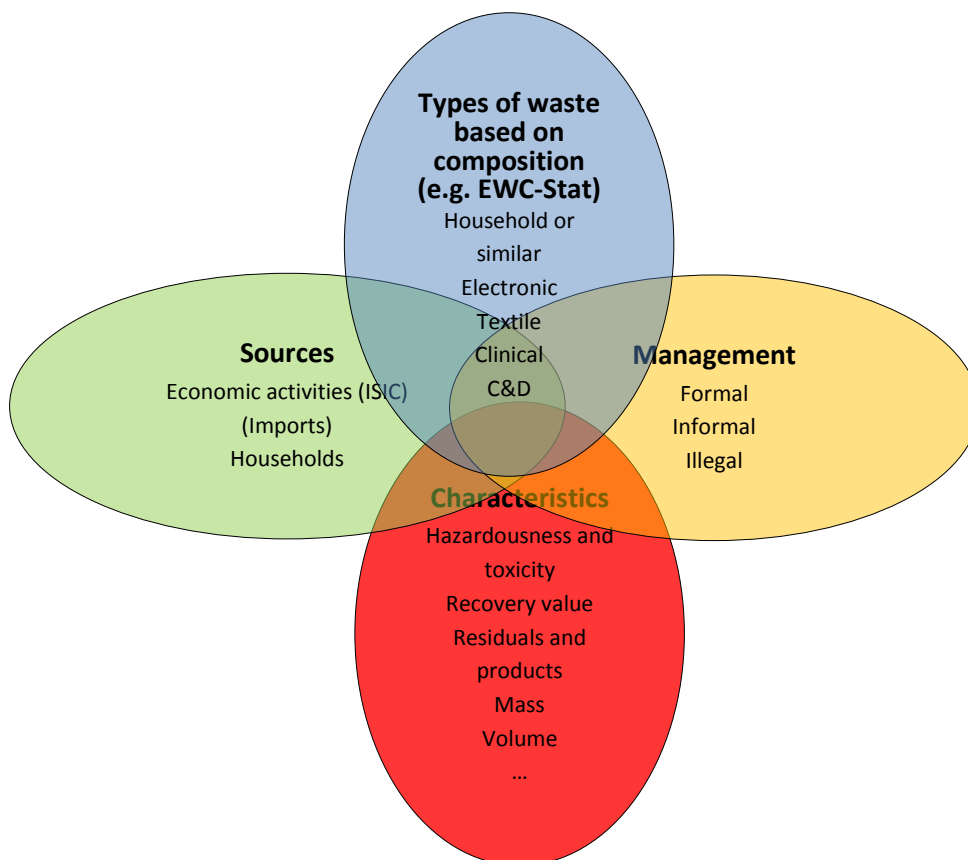 Types of waste
based on
composition
(e.g. EWC-Stat)
Household or
similar
Electronic
Textile
Clinical
C&D
Sources
Economic activities (ISIC)
(Imports)
Households
Management
Formal
Informal
Illegal
Characteristics
Hazardousness and
toxicity
Recovery value
Residuals and
products
Mass
Volume
...